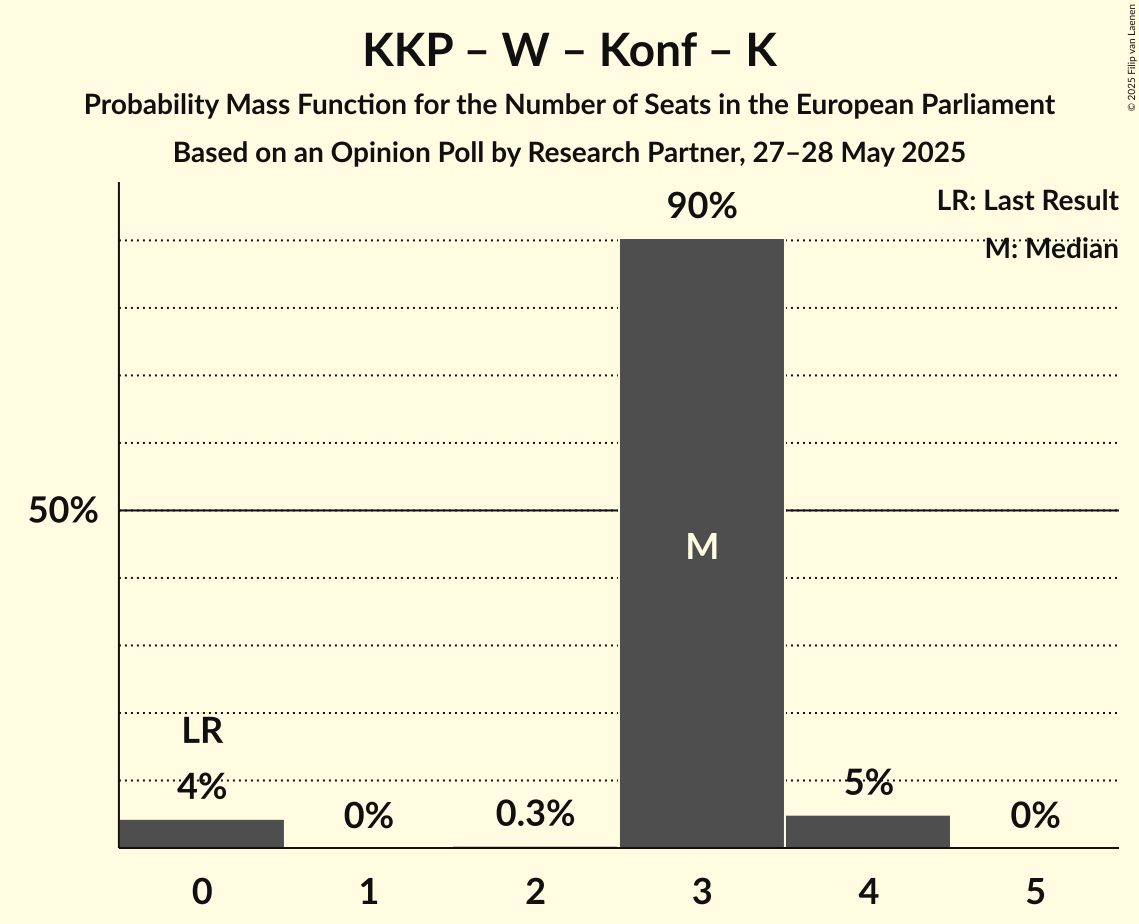 KKP – W – Konf – K
Probability Mass Function for the Number of Seats in the European Parliament
Based on an Opinion Poll by Research Partner, 27–28 May 2025
© 2025 Filip van Laenen
LR: Last Result
M: Median
90%
50%
M
LR
4%
0%
0.3%
5%
0%
0 1 2 3 4 5